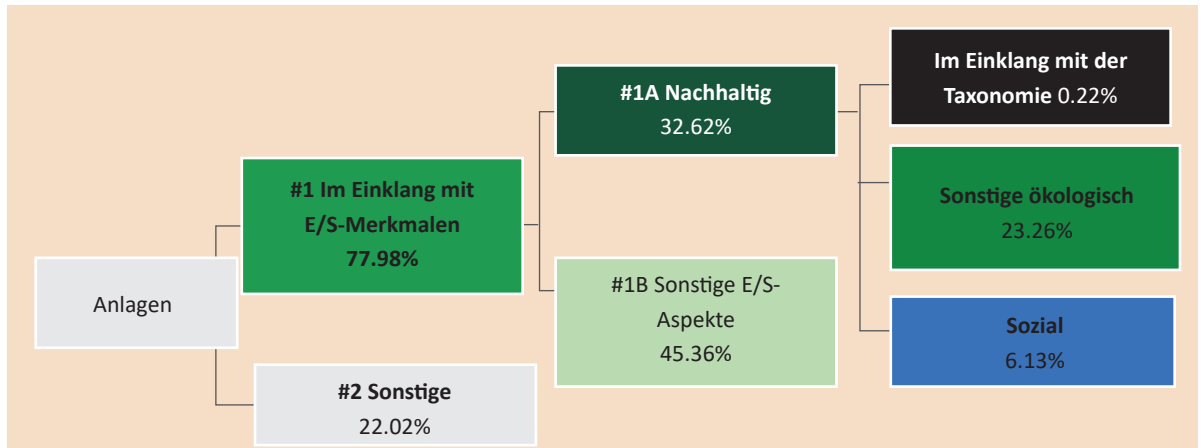 Anlagen
#1 Im Einklang mit
E/S-Merkmalen
77.98%
#2 Sonstige
22.02%
#1A Nachhaltig
32.62%
#1B Sonstige E/S-
Aspekte
45.36%
Im Einklang mit der
Taxonomie 0.22%
Sonstige ökologisch
23.26%
Sozial
6.13%